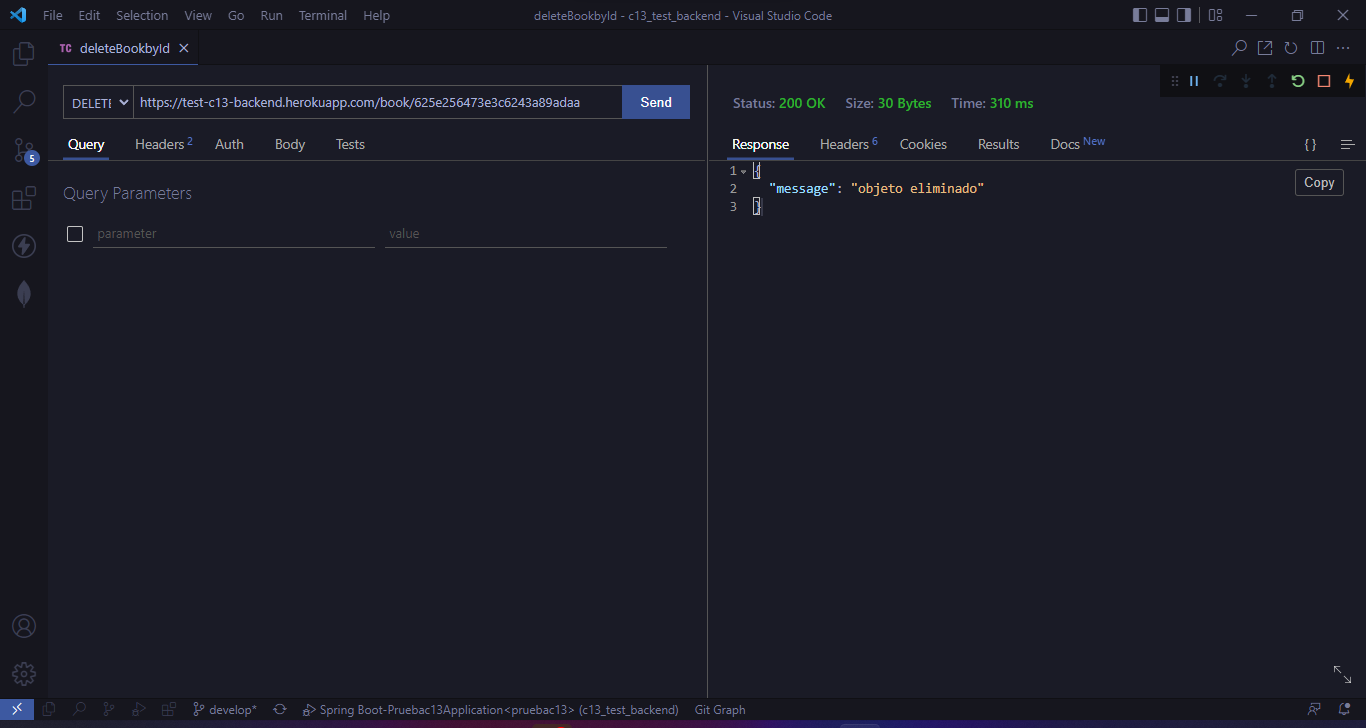 File Edit Selection View Go Run Terminal Help deleteBookbyId - c13_test_backend - Visual Studio Code
TC deleteBookbyId
DELETE https://test-c13-backend.herokuapp.com/book/625e256473e3c6243a89adaa Send
Status: 200 OK Size: 30 Bytes Time: 310 ms
Query Headers 2 Auth Body Tests
Response Headers 6 Cookies Results Docs New
{ }
5
Query Parameters
parameter value
1 {
2 "message": "objeto eliminado"
3 }
Copy
develop* Spring Boot-Pruebac13Application<pruebac13> (c13_test_backend) Git Graph